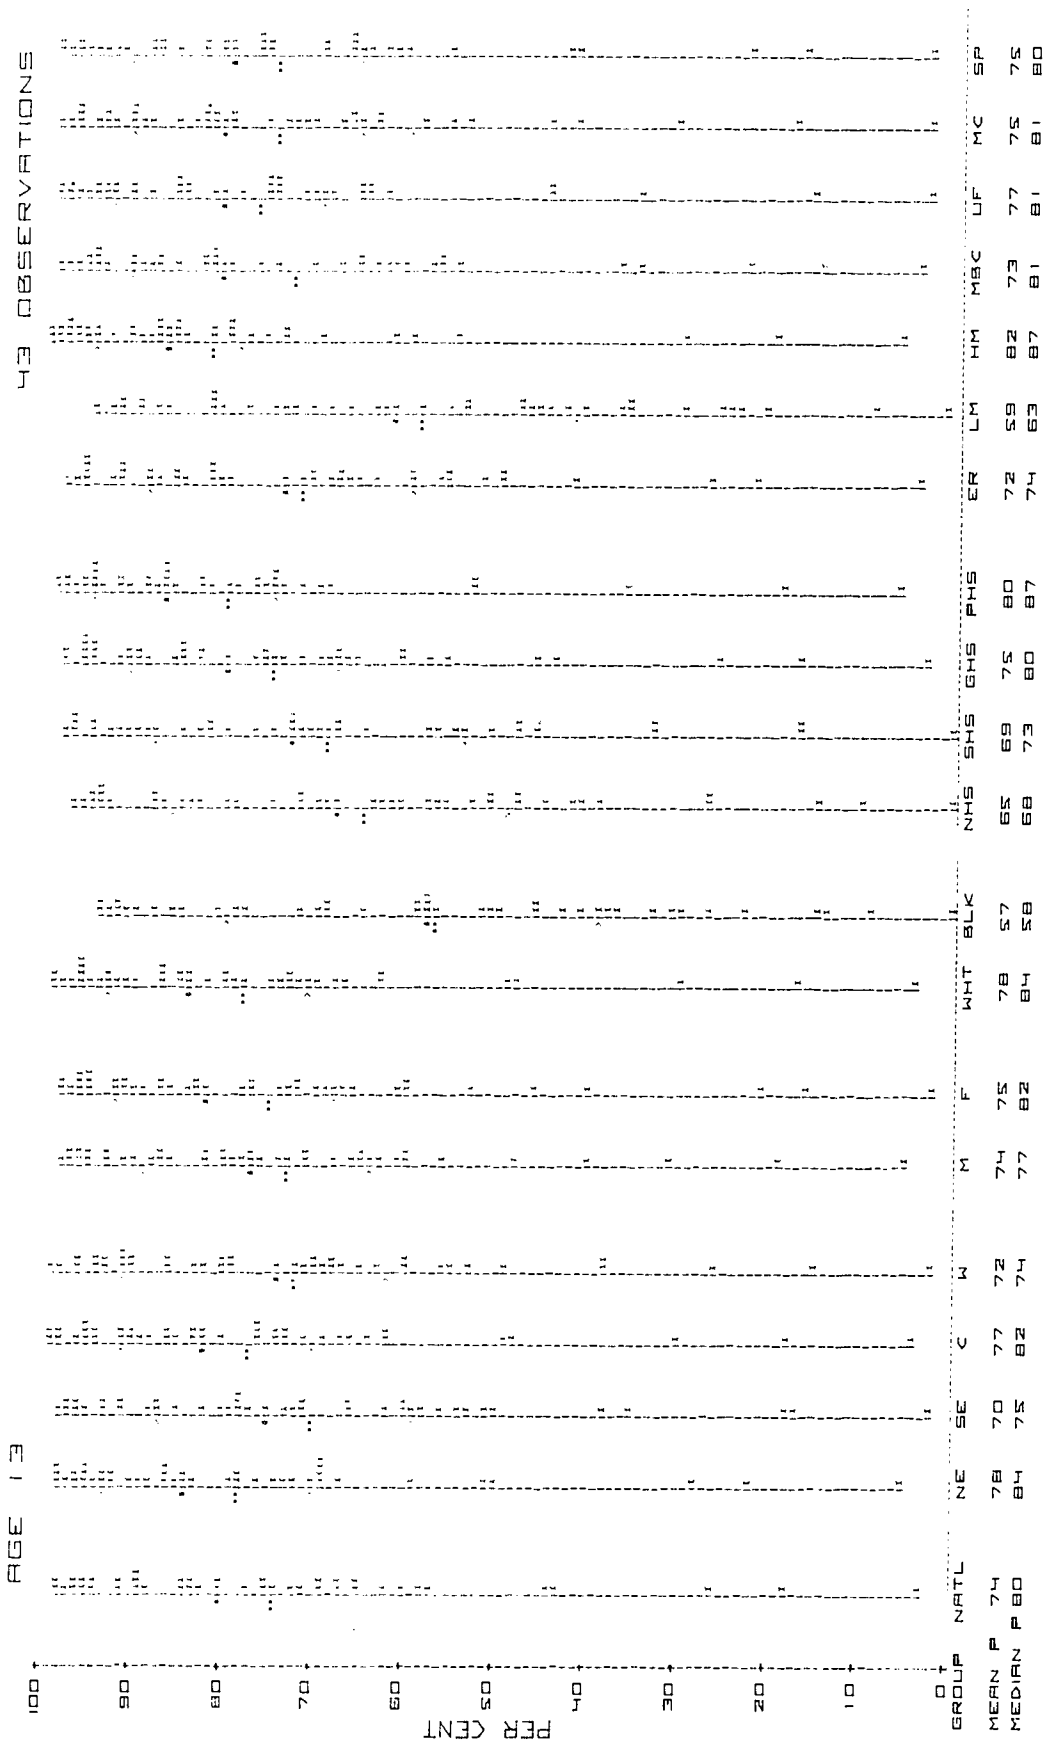 AGE 13 43 OBSERVATIONS
100
90
80
70
60
50
40
30
20
10
0
PER CENT
GROUP NATL NE SE C W M F WHT BLK NHS SHS GHS PHS ER LM HM MBC UF MC SP
MEAN P 74 78 70 77 72 74 75 78 57 65 69 75 80 72 59 82 73 77 75 75
MEDIAN P 80 84 75 82 74 77 82 84 58 68 73 80 87 74 63 87 81 81 81 80